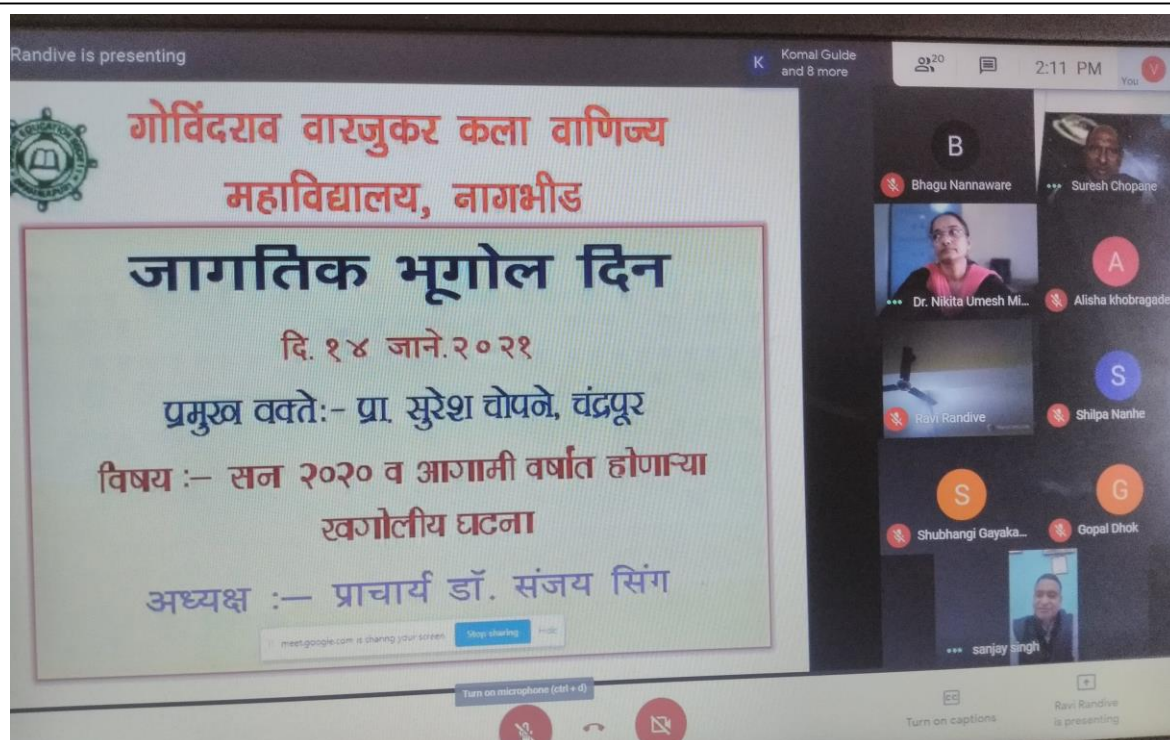 Randive is presenting
K
Komal Gulde
and 8 more
20
2:11 PM
You
V
गोविंदराव वारजुकर कला वाणिज्य
महाविद्यालय, नागभीड
जागतिक भूगोल दिन
दि. १४ जाने.२०२१
प्रमुख वक्ते:- प्रा. सुरेश चोपने, चंद्रपूर
विषय :– सन २०२० व आगामी वर्षात होणाऱ्या
खगोलीय घटना
अध्यक्ष :– प्राचार्य डॉ. संजय सिंग
meet.google.com is sharing your screen
Stop sharing
Hide
B
Bhagu Nannaware
Suresh Chopane
Dr. Nikita Umesh Mi...
A
Alisha khobragade
Ravi Randive
S
Shilpa Nanhe
S
Shubhangi Gayaka...
G
Gopal Dhok
sanjay singh
Turn on microphone (ctrl + d)
Turn on captions
Ravi Randive
is presenting